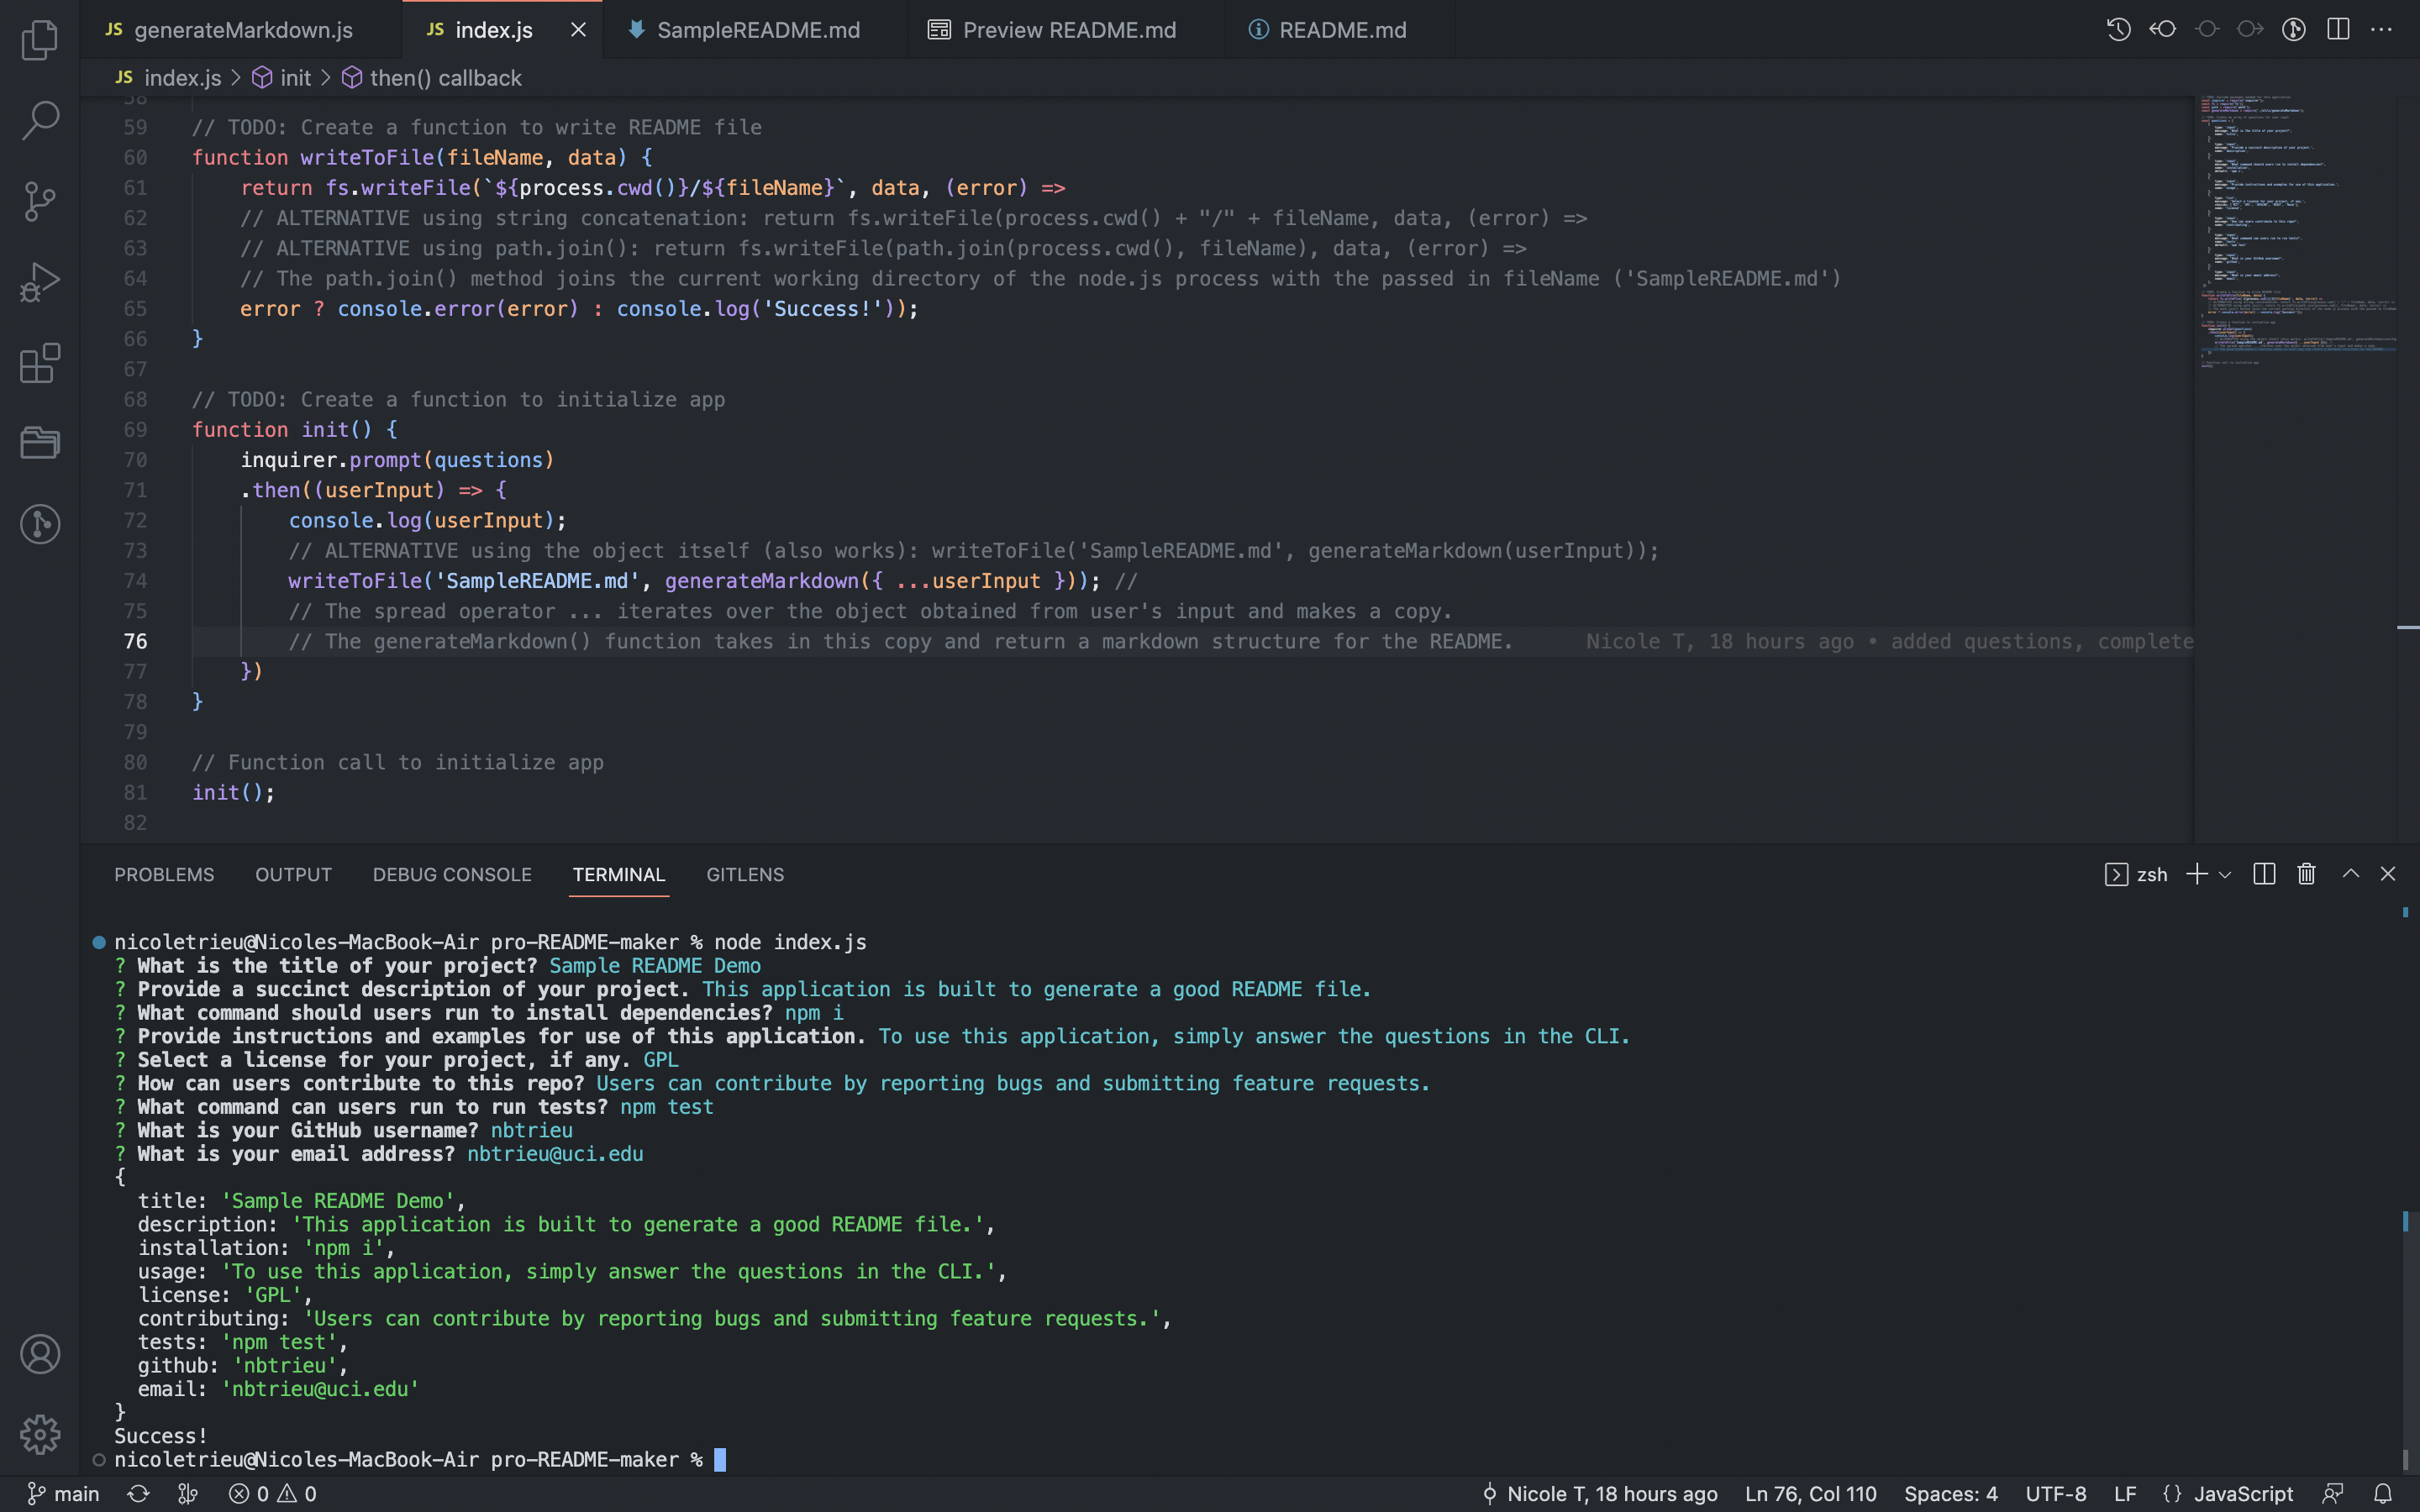 JS generateMarkdown.js JS index.js SampleREADME.md Preview README.md README.md
JS index.js > init > then() callback
58
59 // TODO: Create a function to write README file
60 function writeToFile(fileName, data) {
61 return fs.writeFile(`${process.cwd()}/${fileName}`, data, (error) =>
62 // ALTERNATIVE using string concatenation: return fs.writeFile(process.cwd() + "/" + fileName, data, (error) =>
63 // ALTERNATIVE using path.join(): return fs.writeFile(path.join(process.cwd(), fileName), data, (error) =>
64 // The path.join() method joins the current working directory of the node.js process with the passed in fileName ('SampleREADME.md')
65 error ? console.error(error) : console.log('Success!'));
66 }
67
68 // TODO: Create a function to initialize app
69 function init() {
70 inquirer.prompt(questions)
71 .then((userInput) => {
72 console.log(userInput);
73 // ALTERNATIVE using the object itself (also works): writeToFile('SampleREADME.md', generateMarkdown(userInput));
74 writeToFile('SampleREADME.md', generateMarkdown({ ...userInput })); //
75 // The spread operator ... iterates over the object obtained from user's input and makes a copy.
76 // The generateMarkdown() function takes in this copy and return a markdown structure for the README. Nicole T, 18 hours ago • added questions, complete
77 })
78 }
79
80 // Function call to initialize app
81 init();
82
PROBLEMS OUTPUT DEBUG CONSOLE TERMINAL GITLENS zsh
nicoletrieu@Nicoles-MacBook-Air pro-README-maker % node index.js
? What is the title of your project? Sample README Demo
? Provide a succinct description of your project. This application is built to generate a good README file.
? What command should users run to install dependencies? npm i
? Provide instructions and examples for use of this application. To use this application, simply answer the questions in the CLI.
? Select a license for your project, if any. GPL
? How can users contribute to this repo? Users can contribute by reporting bugs and submitting feature requests.
? What command can users run to run tests? npm test
? What is your GitHub username? nbtrieu
? What is your email address? nbtrieu@uci.edu
{
title: 'Sample README Demo',
description: 'This application is built to generate a good README file.',
installation: 'npm i',
usage: 'To use this application, simply answer the questions in the CLI.',
license: 'GPL',
contributing: 'Users can contribute by reporting bugs and submitting feature requests.',
tests: 'npm test',
github: 'nbtrieu',
email: 'nbtrieu@uci.edu'
}
Success!
nicoletrieu@Nicoles-MacBook-Air pro-README-maker %
main 0 0 Nicole T, 18 hours ago Ln 76, Col 110 Spaces: 4 UTF-8 LF {} JavaScript